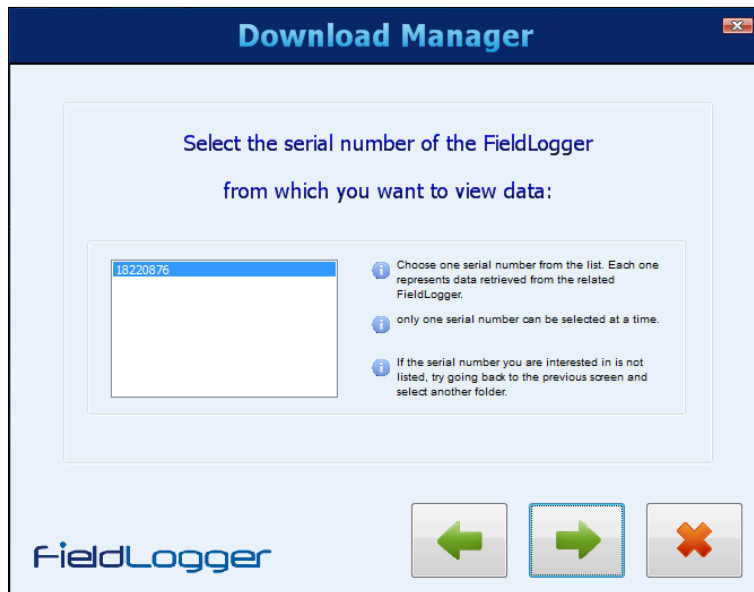 Download Manager
Select the serial number of the FieldLogger
from which you want to view data:
18220876
Choose one serial number from the list. Each one
represents data retrieved from the related
FieldLogger.
only one serial number can be selected at a time.
If the serial number you are interested in is not
listed, try going back to the previous screen and
select another folder.
FieldLogger